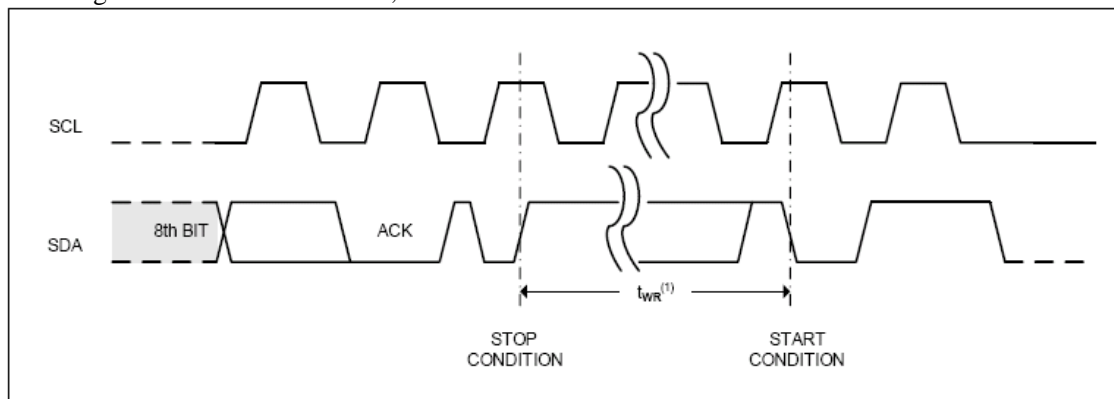 SCL
8th BIT
ACK
SDA
tWR(1)
STOP
CONDITION
START
CONDITION